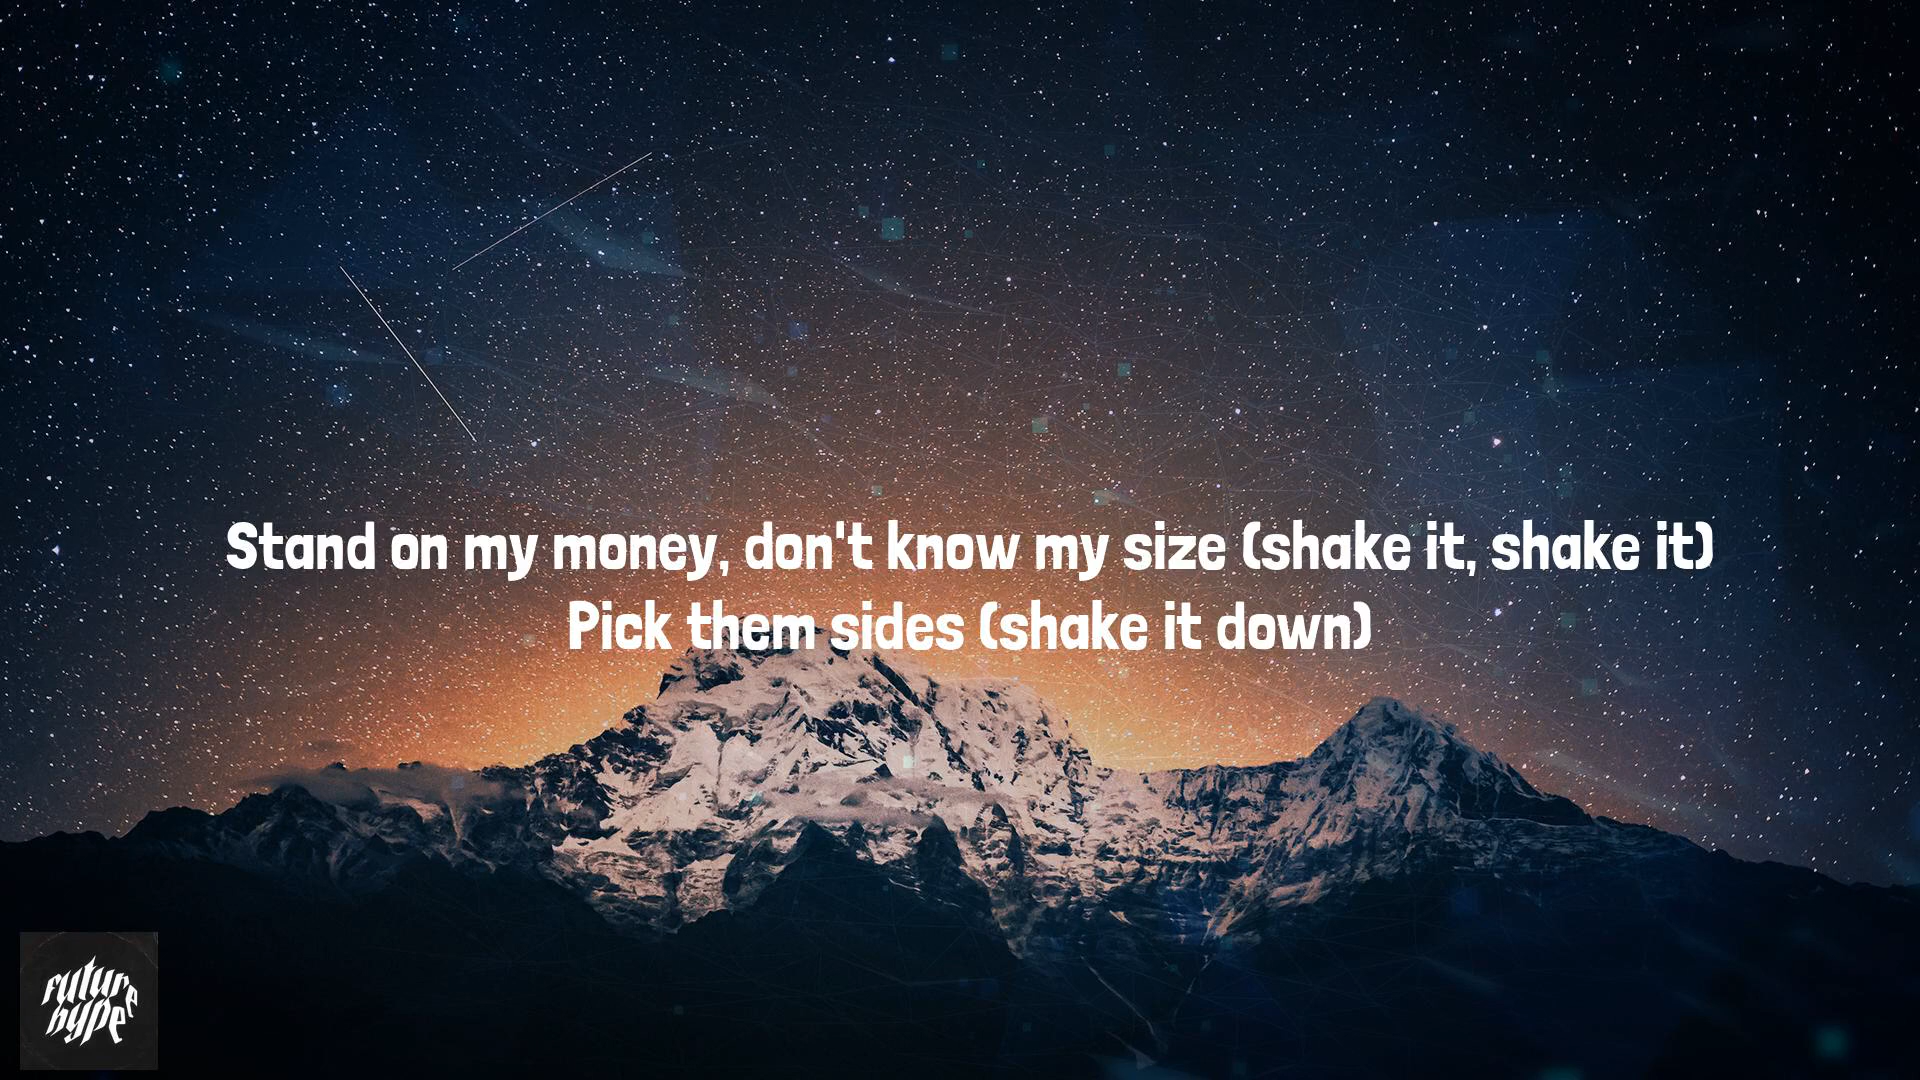 Stand on my money, don't know my size (shake it, shake it)
Pick them sides (shake it down)
future
hype